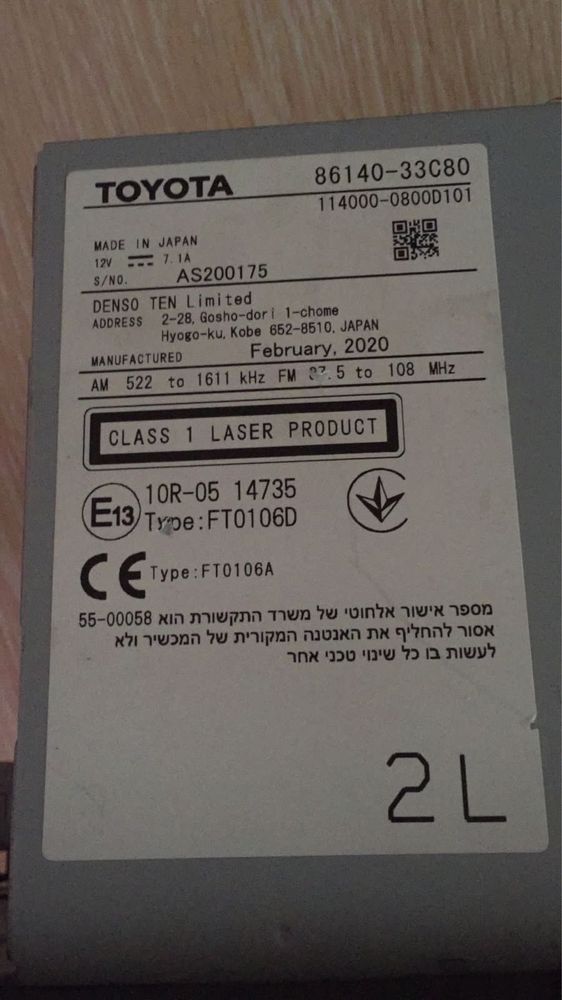 TOYOTA 86140-33C80
114000-0800D101
MADE IN JAPAN
12V 7.1A
S/NO. AS200175
DENSO TEN Limited
ADDRESS 2-28, Gosho-dori 1-chome
Hyogo-ku, Kobe 652-8510, JAPAN
MANUFACTURED February, 2020
AM 522 to 1611 kHz FM 87.5 to 108 MHz
CLASS 1 LASER PRODUCT
E13 10R-05 14735
Type:FT0106D
CE Type:FT0106A
מספר אישור אלחוטי של משרד התקשורת הוא 55-00058
אסור להחליף את האנטנה המקורית של המכשיר ולא
לעשות בו כל שינוי טכני אחר
2L